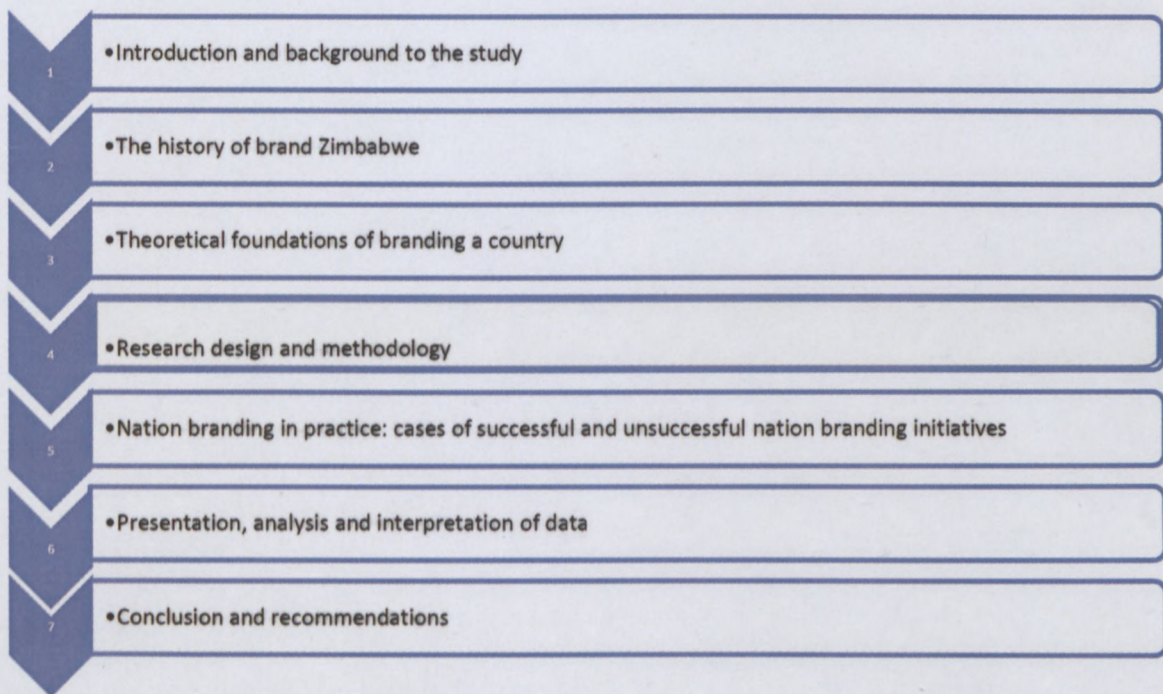 1
•Introduction and background to the study
2
•The history of brand Zimbabwe
3
•Theoretical foundations of branding a country
4
•Research design and methodology
5
•Nation branding in practice: cases of successful and unsuccessful nation branding initiatives
6
•Presentation, analysis and interpretation of data
7
•Conclusion and recommendations